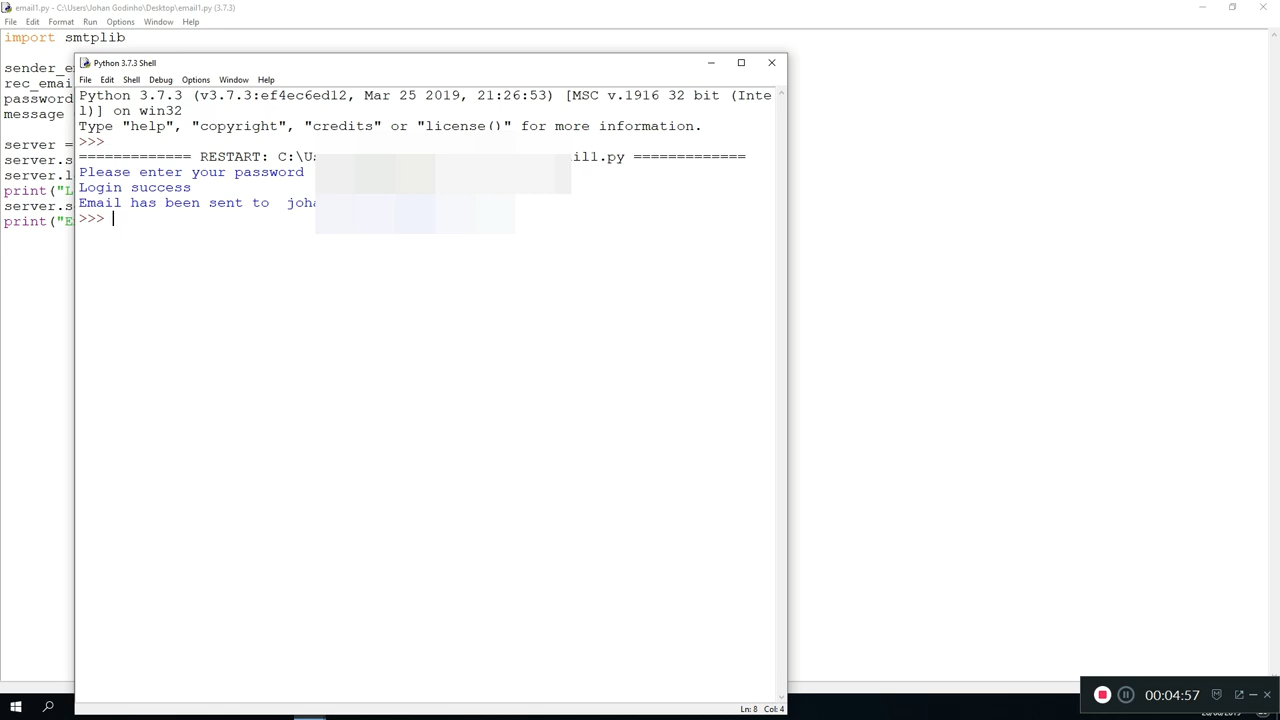 email1.py - C:\Users\Johan Godinho\Desktop\email1.py (3.7.3)
File Edit Format Run Options Window Help
import smtplib
sender_e
rec_emai
password
message
server =
server.s
server.l
print("L
server.s
print("E
Python 3.7.3 Shell
File Edit Shell Debug Options Window Help
Python 3.7.3 (v3.7.3:ef4ec6ed12, Mar 25 2019, 21:26:53) [MSC v.1916 32 bit (Inte
l)] on win32
Type "help", "copyright", "credits" or "license()" for more information.
>>>
============= RESTART: C:\Us il1.py =============
Please enter your password
Login success
Email has been sent to joha
>>>
Ln: 8 Col: 4
00:04:57